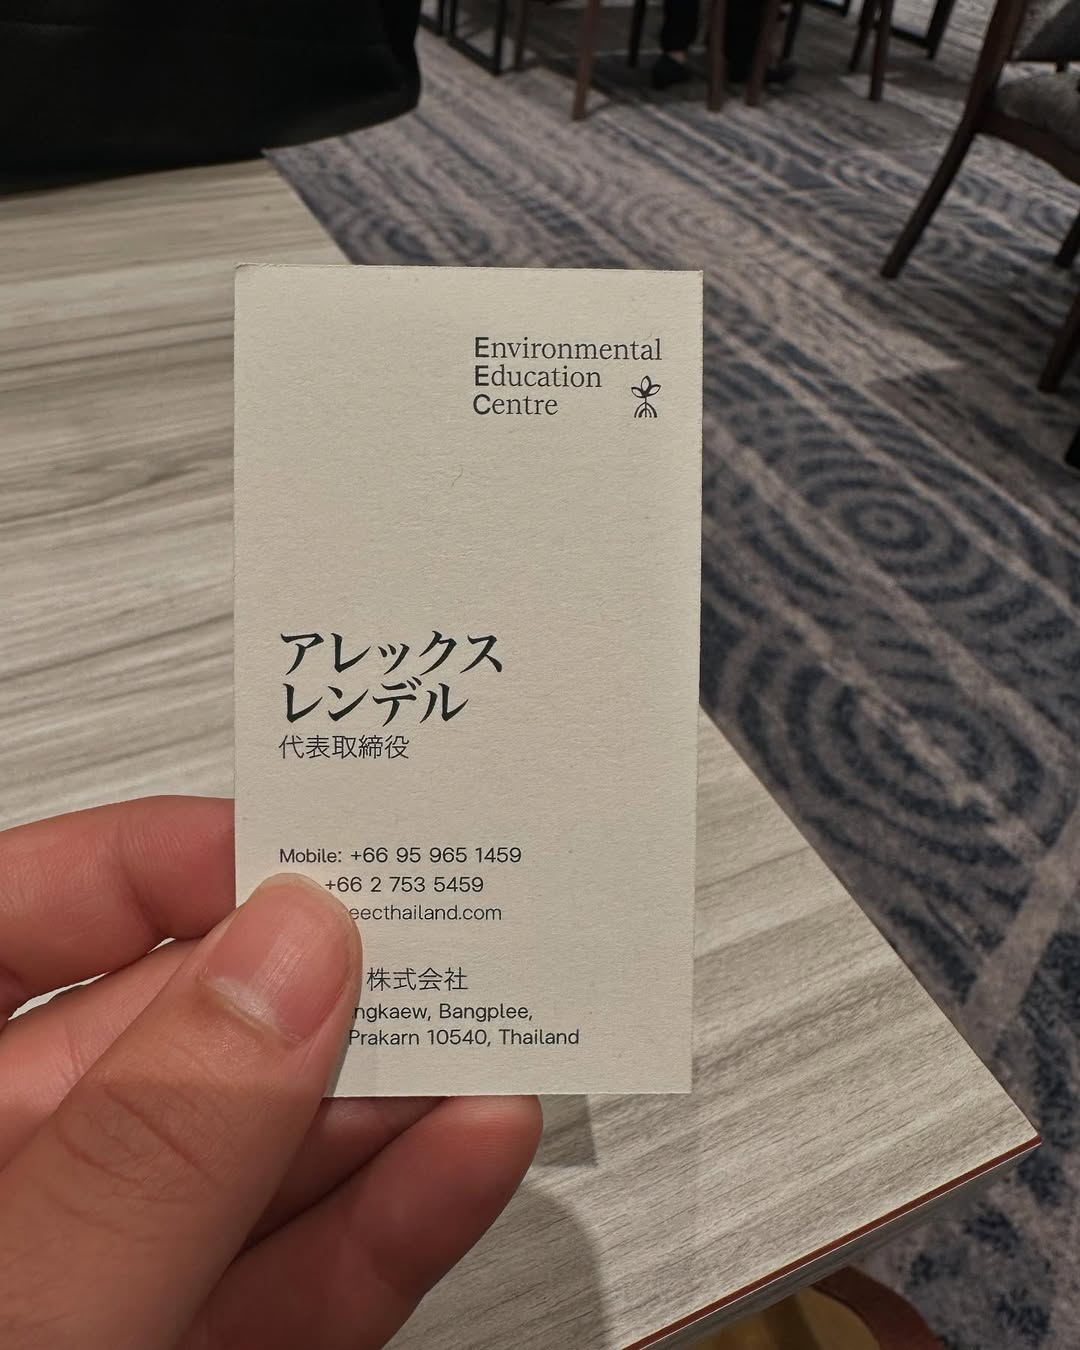 Environmental
Education
Centre
アレックス
レンデル
代表取締役
Mobile: +66 95 965 1459
+66 2 753 5459
eecthailand.com
株式会社
Bangplee,
Prakarn 10540, Thailand